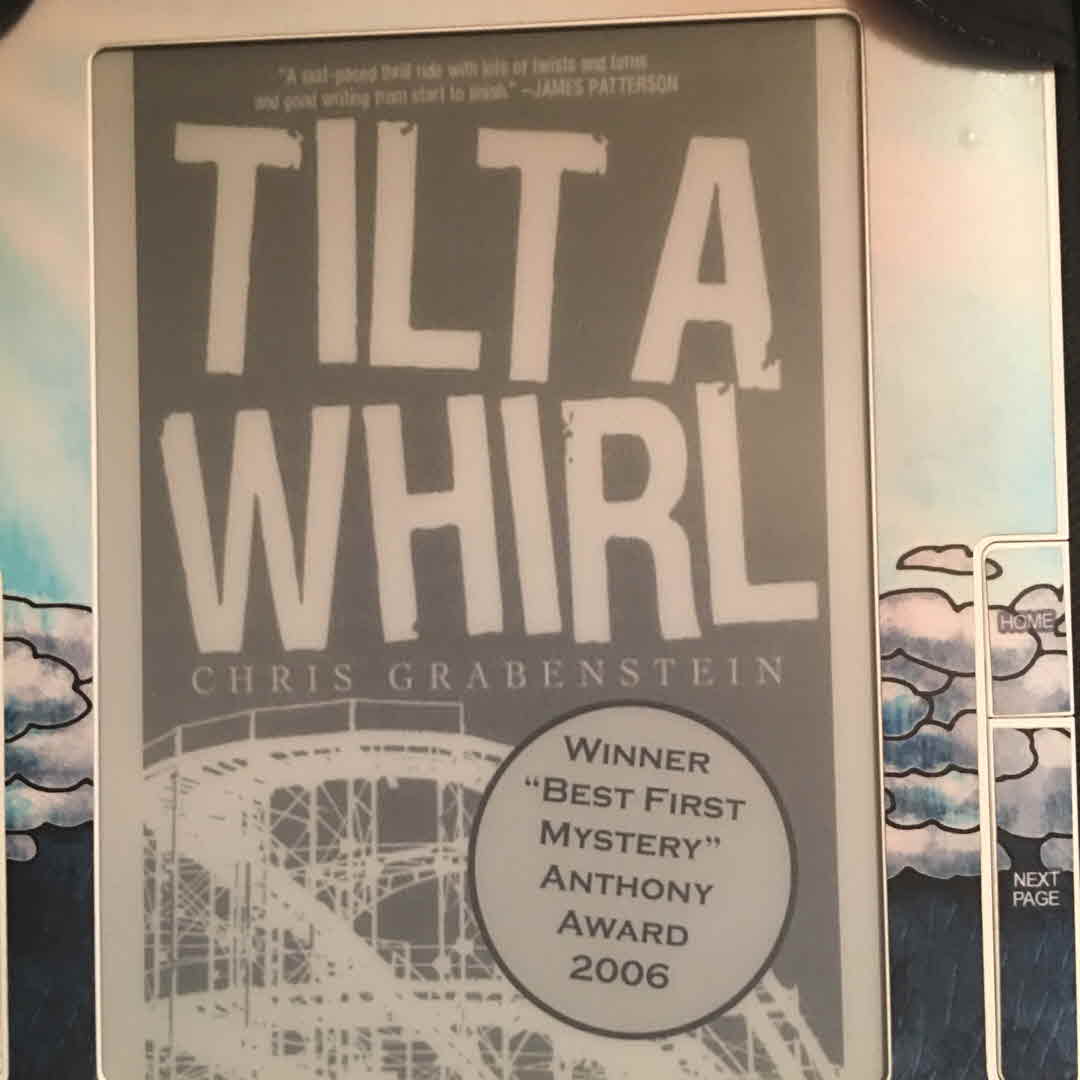 "A fast-paced thrill ride with lots of twists and turns
and good writing from start to finish." —JAMES PATTERSON
TILT A
WHIRL
CHRIS GRABENSTEIN
WINNER
"BEST FIRST
MYSTERY"
ANTHONY
AWARD
2006
HOME
NEXT
PAGE